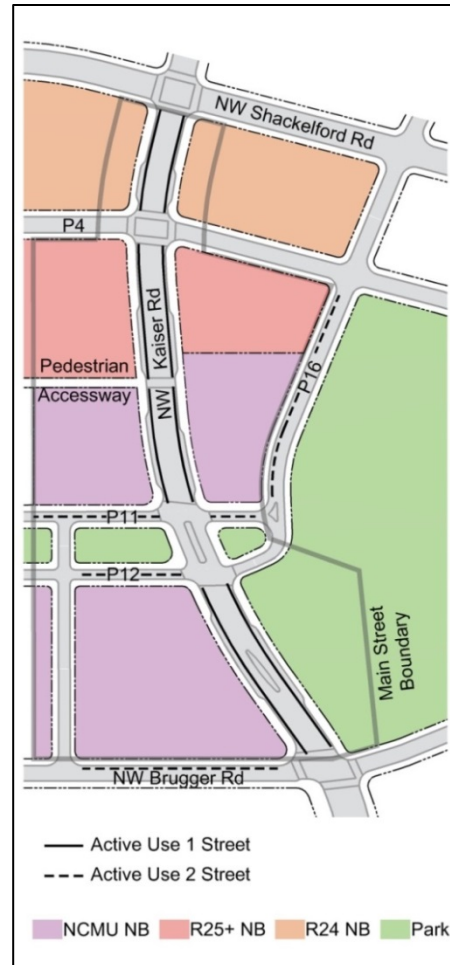 NW Shackelford Rd
P4
NW Kaiser Rd
Pedestrian
Accessway
P16
P11
P12
Main Street
Boundary
NW Brugger Rd
Active Use 1 Street
Active Use 2 Street
NCMU NB
R25+ NB
R24 NB
Park